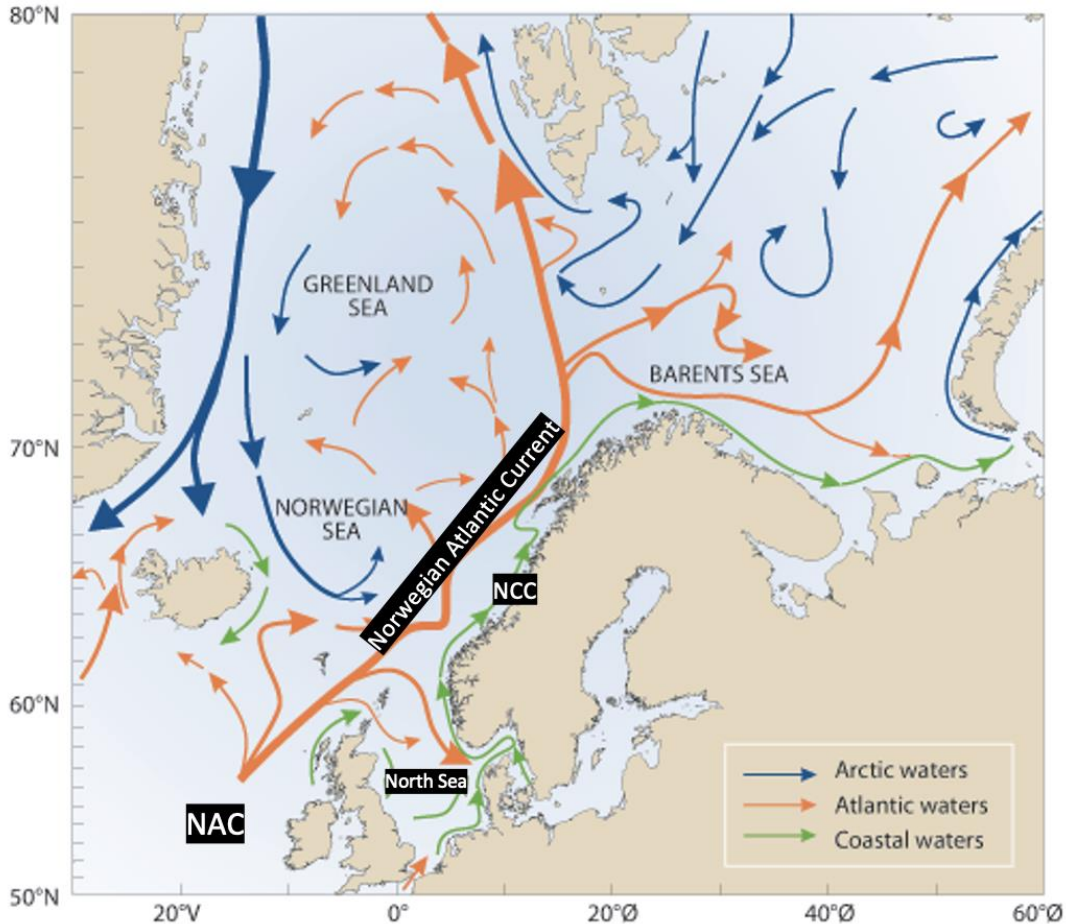 80°N
GREENLAND
SEA
BARENTS SEA
70°N
Norwegian Atlantic Current
NORWEGIAN
SEA
NCC
60°N
North Sea
NAC
Arctic waters
Atlantic waters
Coastal waters
50°N
20°V
0°
20°Ø
40°Ø
60°Ø